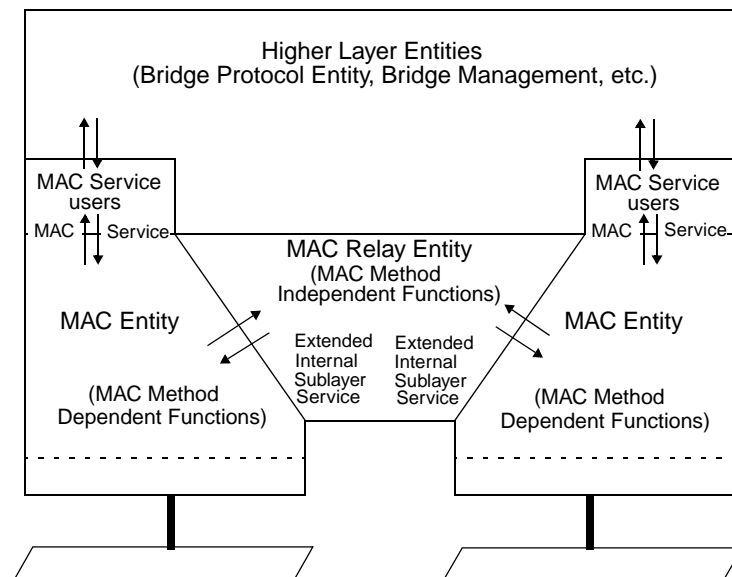 Higher Layer Entities
(Bridge Protocol Entity, Bridge Management, etc.)
MAC Service
users
MAC Service
MAC Service
users
MAC Service
MAC Relay Entity
(MAC Method
Independent Functions)
MAC Entity
(MAC Method
Dependent Functions)
Extended
Internal
Sublayer
Service
Extended
Internal
Sublayer
Service
MAC Entity
(MAC Method
Dependent Functions)